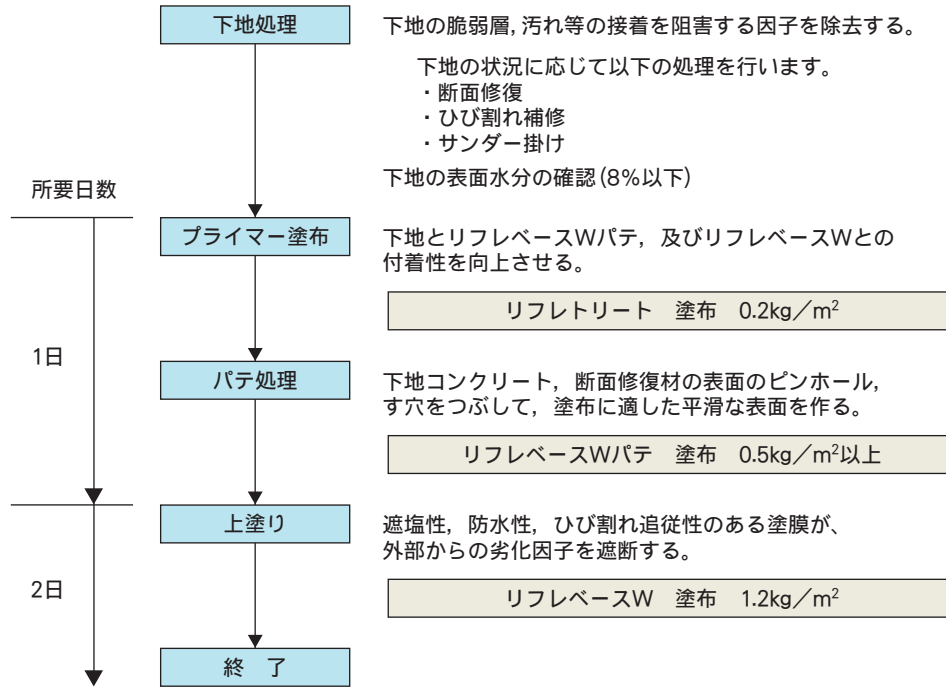 下地処理
下地の脆弱層，汚れ等の接着を阻害する因子を除去する。
下地の状況に応じて以下の処理を行います。
・断面修復
・ひび割れ補修
・サンダー掛け
下地の表面水分の確認（8％以下）
所要日数
プライマー塗布
下地とリフレベースWパテ，及びリフレベースWとの
付着性を向上させる。
リフレトリート　塗布　0.2kg／m²
1日
パテ処理
下地コンクリート，断面修復材の表面のピンホール，
す穴をつぶして，塗布に適した平滑な表面を作る。
リフレベースWパテ　塗布　0.5kg／m²以上
上塗り
遮塩性，防水性，ひび割れ追従性のある塗膜が、
外部からの劣化因子を遮断する。
2日
リフレベースW　塗布　1.2kg／m²
終　了